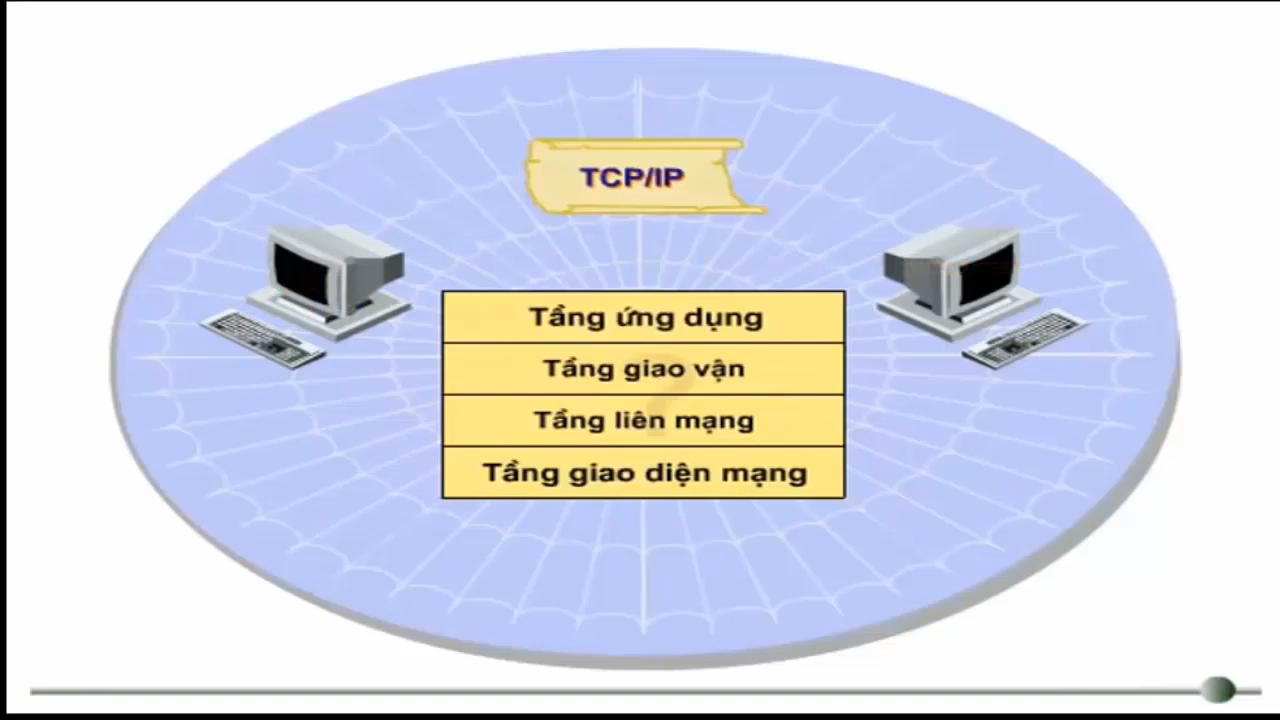 TCP/IP
Tầng ứng dụng
Tầng giao vận
Tầng liên mạng
Tầng giao diện mạng